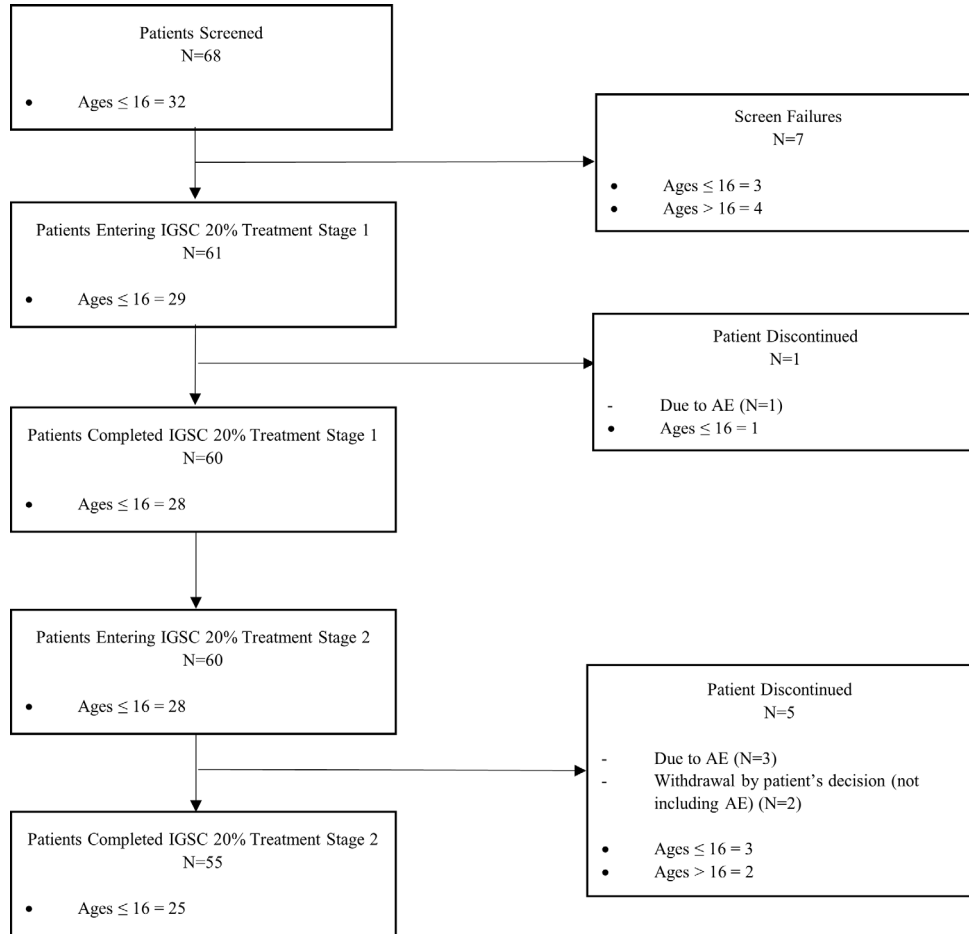 Patients Screened
N=68
• Ages ≤ 16 = 32
Screen Failures
N=7
• Ages ≤ 16 = 3
• Ages > 16 = 4
Patients Entering IGSC 20% Treatment Stage 1
N=61
• Ages ≤ 16 = 29
Patient Discontinued
N=1
- Due to AE (N=1)
• Ages ≤ 16 = 1
Patients Completed IGSC 20% Treatment Stage 1
N=60
• Ages ≤ 16 = 28
Patients Entering IGSC 20% Treatment Stage 2
N=60
• Ages ≤ 16 = 28
Patient Discontinued
N=5
- Due to AE (N=3)
- Withdrawal by patient’s decision (not
including AE) (N=2)
• Ages ≤ 16 = 3
• Ages > 16 = 2
Patients Completed IGSC 20% Treatment Stage 2
N=55
• Ages ≤ 16 = 25